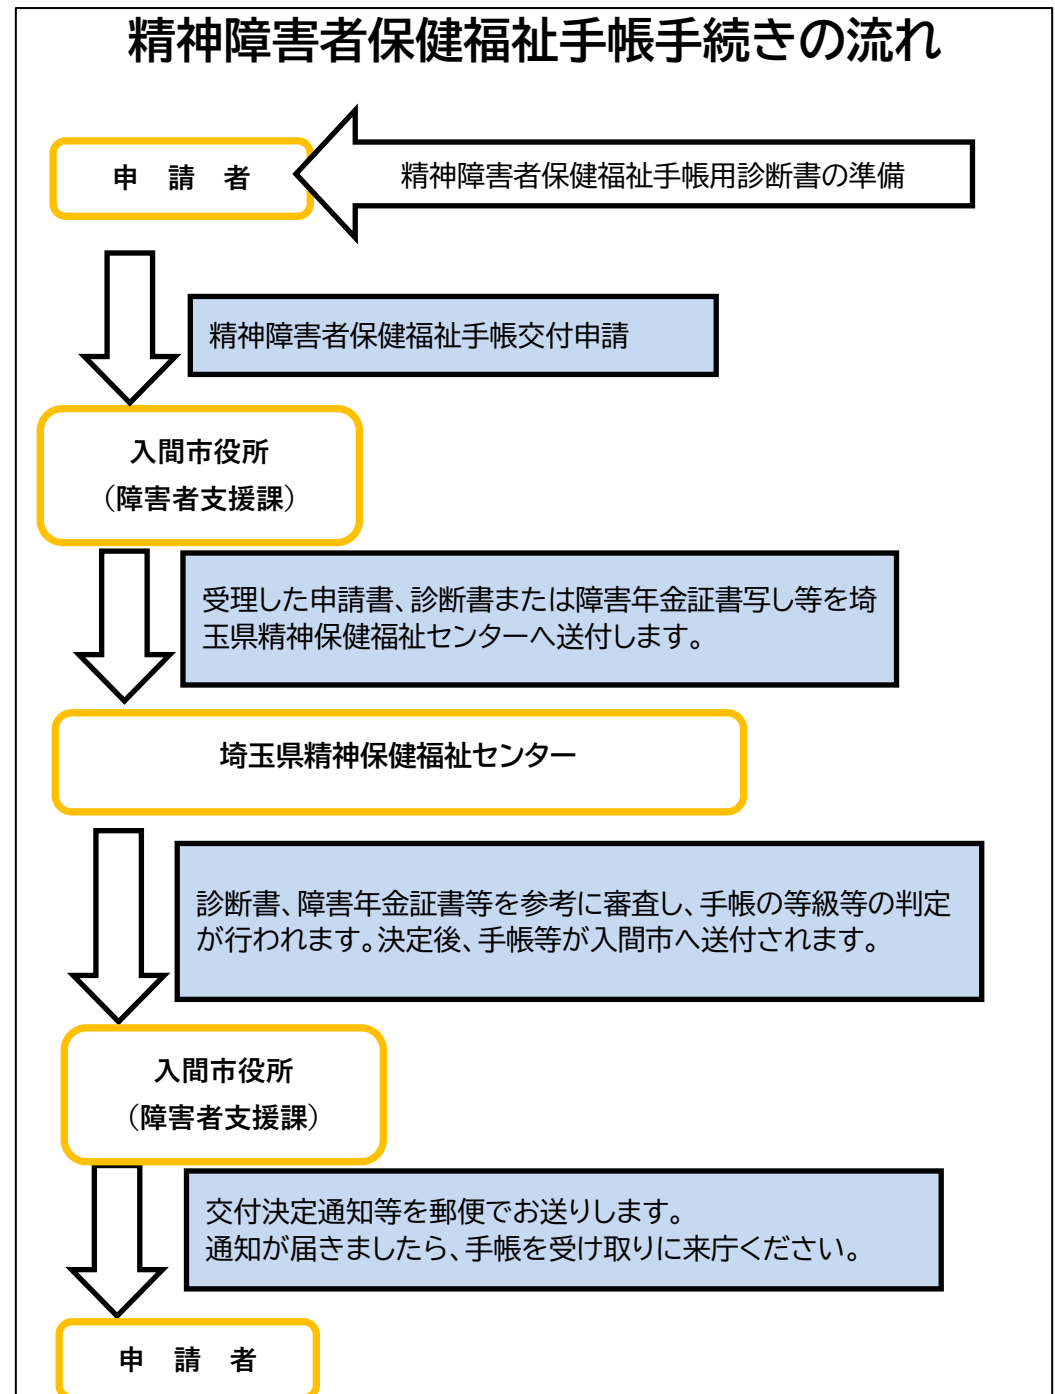 精神障害者保健福祉手帳手続きの流れ
申　請　者
精神障害者保健福祉手帳用診断書の準備
精神障害者保健福祉手帳交付申請
入間市役所
（障害者支援課）
受理した申請書、診断書または障害年金証書写し等を埼
玉県精神保健福祉センターへ送付します。
埼玉県精神保健福祉センター
診断書、障害年金証書等を参考に審査し、手帳の等級等の判定
が行われます。決定後、手帳等が入間市へ送付されます。
入間市役所
（障害者支援課）
交付決定通知等を郵便でお送りします。
通知が届きましたら、手帳を受け取りに来庁ください。
申　請　者